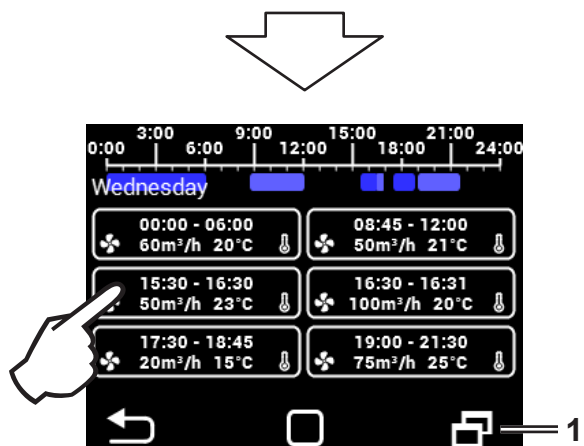 3:00 9:00 15:00 21:00
0:00 6:00 12:00 18:00 24:00
Wednesday
00:00 - 06:00
60m³/h 20°C
08:45 - 12:00
50m³/h 21°C
15:30 - 16:30
50m³/h 23°C
16:30 - 16:31
100m³/h 20°C
17:30 - 18:45
20m³/h 15°C
19:00 - 21:30
75m³/h 25°C
1